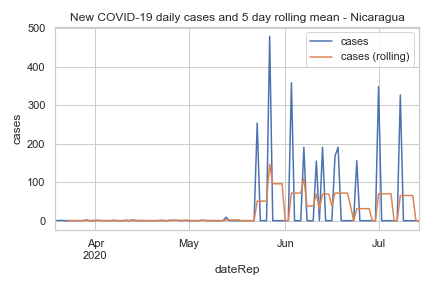 New COVID-19 daily cases and 5 day rolling mean - Nicaragua
cases
cases (rolling)
500
400
300
200
100
0
cases
Apr May Jun Jul
2020
dateRep